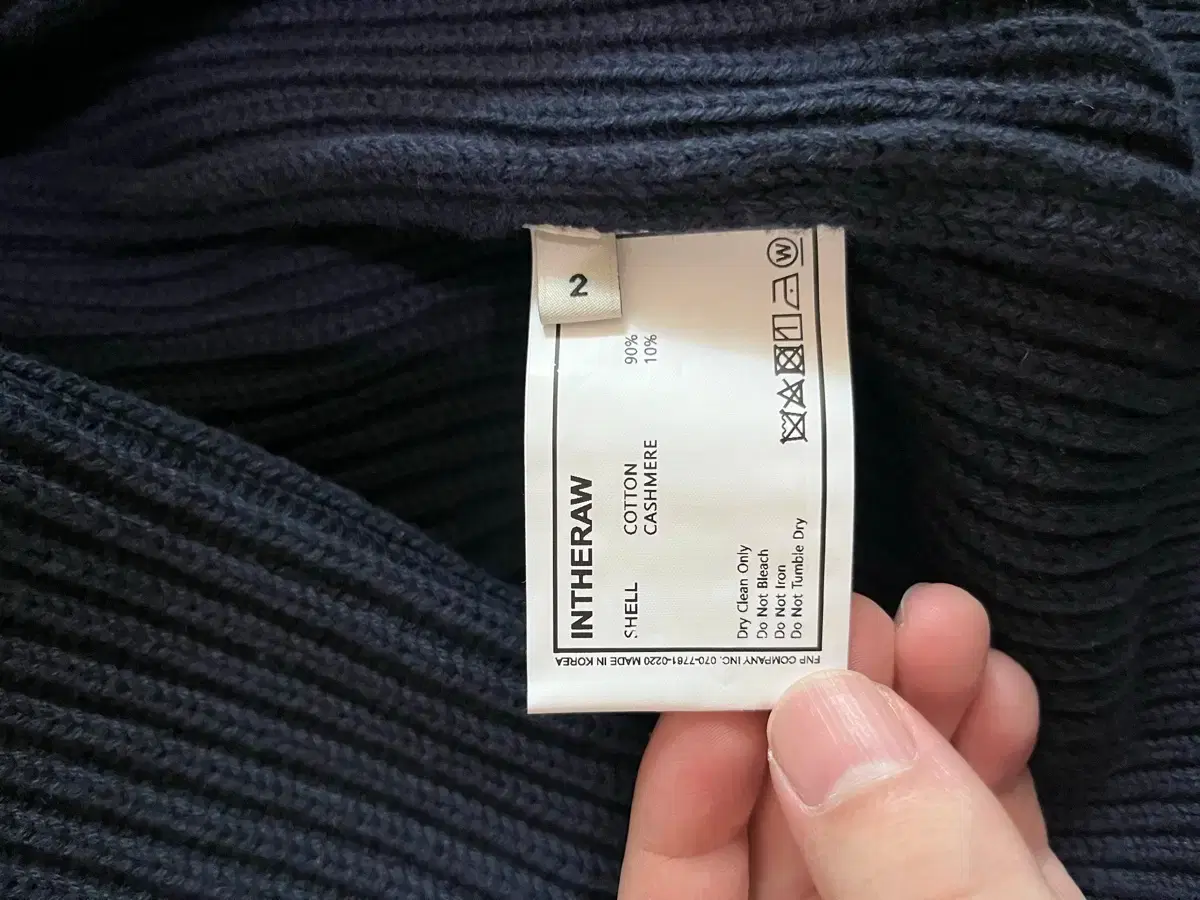 2
INTHERAW
SHELL COTTON 90%
CASHMERE 10%
Dry Clean Only
Do Not Bleach
Do Not Iron
Do Not Tumble Dry
W
FNP COMPANY INC. 070-7781-0220 MADE IN KOREA